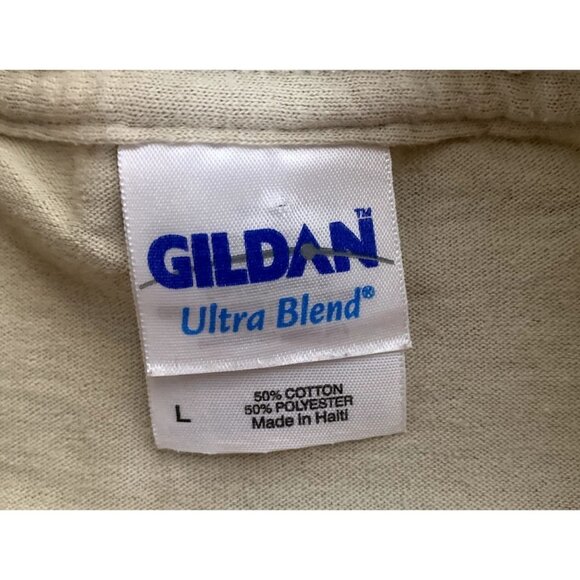 GILDAN™
Ultra Blend®
L
50% COTTON
50% POLYESTER
Made in Haiti